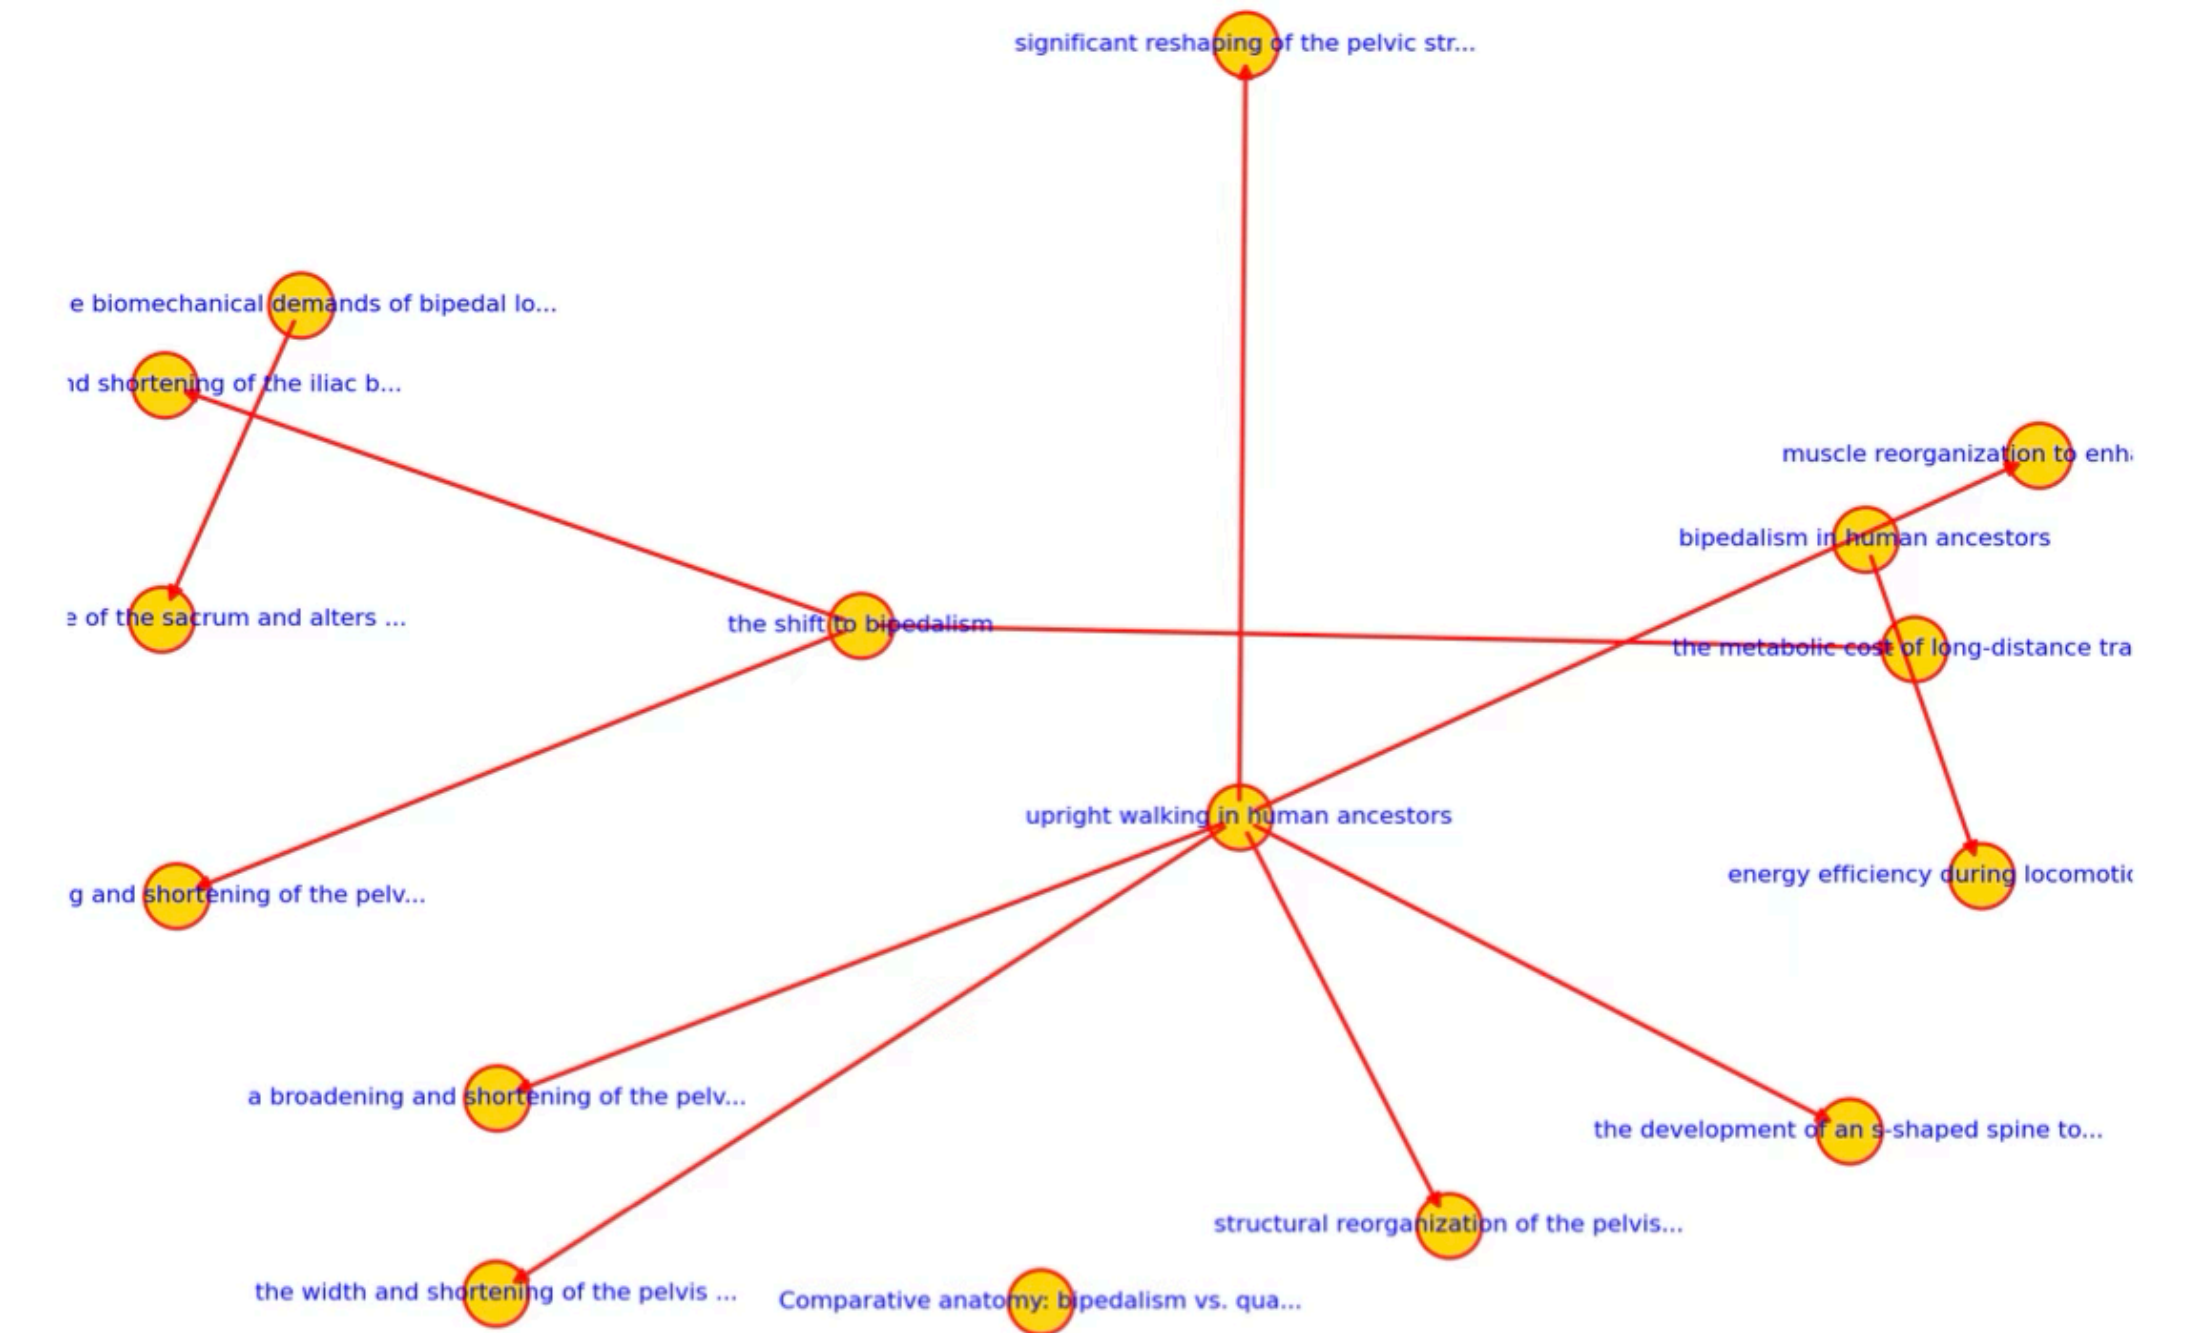 significant reshaping of the pelvic str...
e biomechanical demands of bipedal lo...
shortening of the iliac b...
muscle reorganization to
bipedalism in human ancestors
e of the sacrum and alters ...
the shift to bipedalism
the metabolic cost of long-distance tra
upright walking in human ancestors
energy efficiency during
g and shortening of the pelv...
a broadening and shortening of the pelv...
the development of an s-shaped spine to...
structural reorganization of the pelvis...
the width and shortening of the pelvis ...
Comparative anatomy: bipedalism vs. qua...